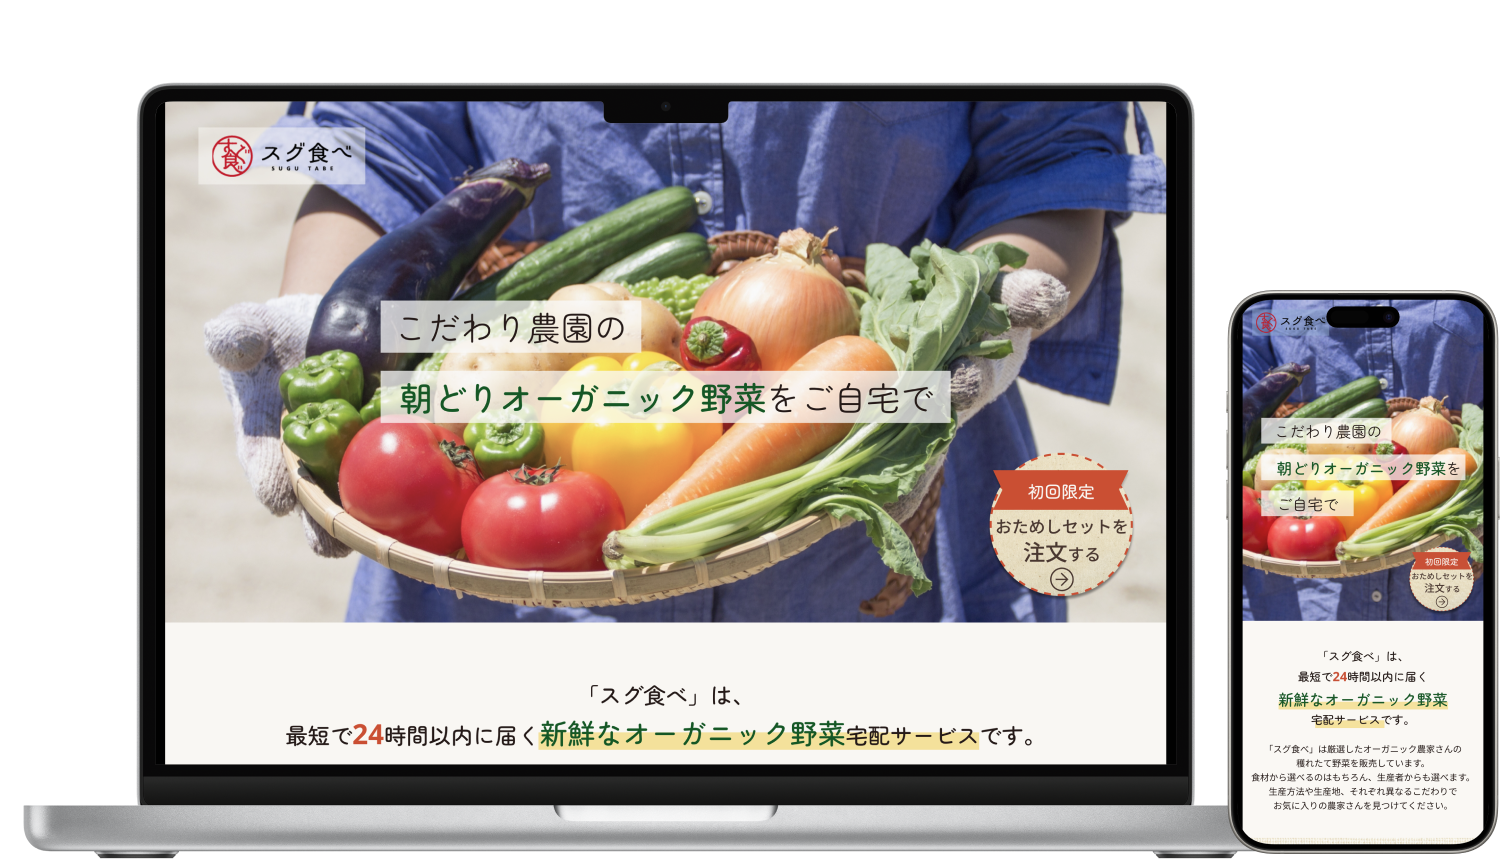 すぐ食べ
スグ食べ
SUGU TABE
こだわり農園の
朝どりオーガニック野菜をご自宅で
初回限定
おためしセットを
注文する
「スグ食べ」は、
最短で24時間以内に届く新鮮なオーガニック野菜宅配サービスです。
スグ食べ
こだわり農園の
朝どりオーガニック野菜を
ご自宅で
初回限定
おためしセットを
注文する
「スグ食べ」は、
最短で24時間以内に届く
新鮮なオーガニック野菜
宅配サービスです。
「スグ食べ」は厳選したオーガニック農家さんの
穫れたて野菜を販売しています。
食材から選べるのはもちろん、生産者からも選べます。
生産方法や生産地、それぞれ異なるこだわりで
お気に入りの農家さんを見つけてください。